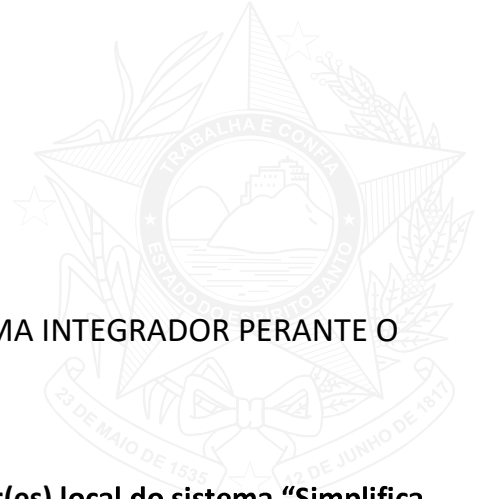 TRABALHA E CONFIA
ESTADO DO ESPÍRITO SANTO
MA INTEGRADOR PERANTE O
23 DE MAIO DE 1535
12 DE JUNHO DE 1817
local do sistema “Simplifica